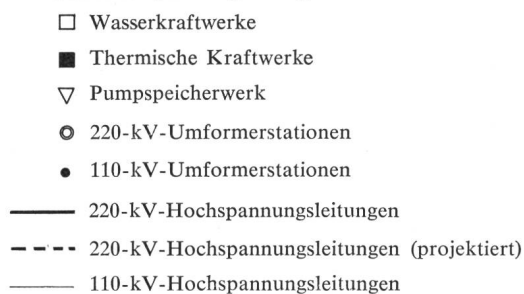 Wasserkraftwerke
Thermische Kraftwerke
Pumpspeicherwerk
220-kV-Umformerstationen
110-kV-Umformerstationen
220-kV-Hochspannungsleitungen
220-kV-Hochspannungsleitungen (projektiert)
110-kV-Hochspannungsleitungen